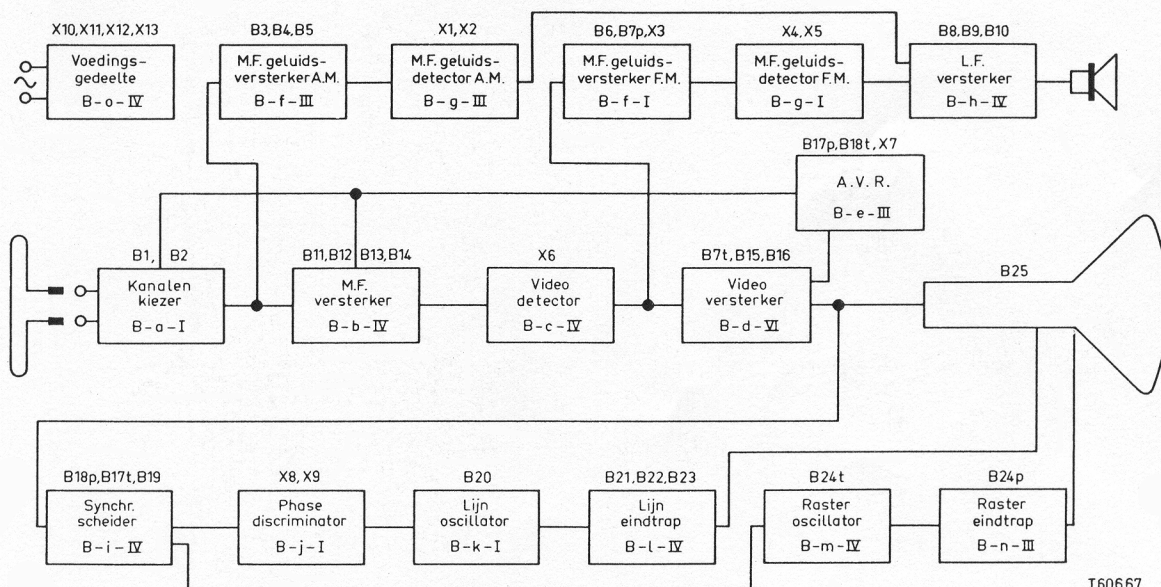 X10,X11,X12,X13
Voedings-
gedeelte
B-o-IV
B3,B4,B5
M.F. geluids-
versterker A.M.
B-f-III
X1,X2
M.F. geluids-
detector A.M.
B-g-III
B6,B7p,X3
M.F. geluids-
versterker F.M.
B-f-I
X4,X5
M.F. geluids-
detector F.M.
B-g-I
B8,B9,B10
L.F.
versterker
B-h-IV
B17p,B18t,X7
A.V.R.
B-e-III
B1, B2
Kanalen
kiezer
B-a-I
B11,B12 B13,B14
M.F.
versterker
B-b-IV
X6
Video
detector
B-c-IV
B7t,B15,B16
Video
versterker
B-d-VI
B25
B18p,B17t,B19
Synchr.
scheider
B-i-IV
X8,X9
Phase
discriminator
B-j-I
B20
Lijn
oscillator
B-k-I
B21,B22,B23
Lijn
eindtrap
B-l-IV
B24t
Raster
oscillator
B-m-IV
B24p
Raster
eindtrap
B-n-III
T60667